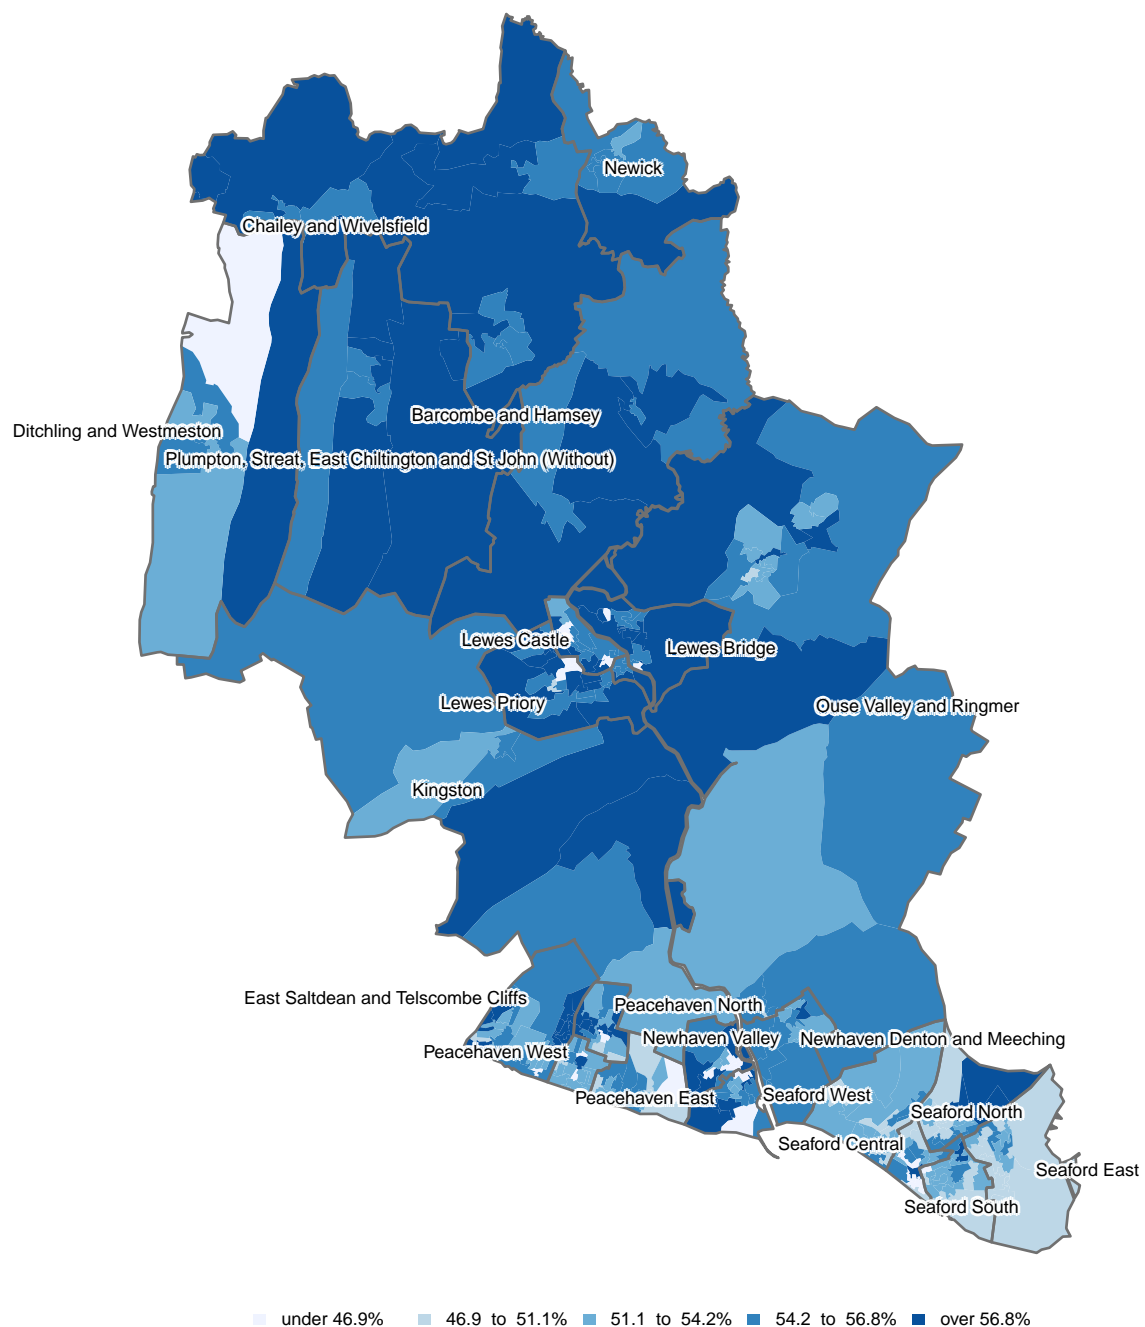 Newick
Chailey and Wivelsfield
Barcombe and Hamsey
Ditchling and Westmeston
Plumpton, Streat, East Chiltington and St John (Without)
Lewes Castle
Lewes Bridge
Lewes Priory
Ouse Valley and Ringmer
Kingston
East Saltdean and Telscombe Cliffs
Peacehaven North
Newhaven Valley
Newhaven Denton and Meeching
Peacehaven West
Seaford West
Peacehaven East
Seaford North
Seaford Central
Seaford East
Seaford South
under 46.9% 46.9 to 51.1% 51.1 to 54.2% 54.2 to 56.8% over 56.8%